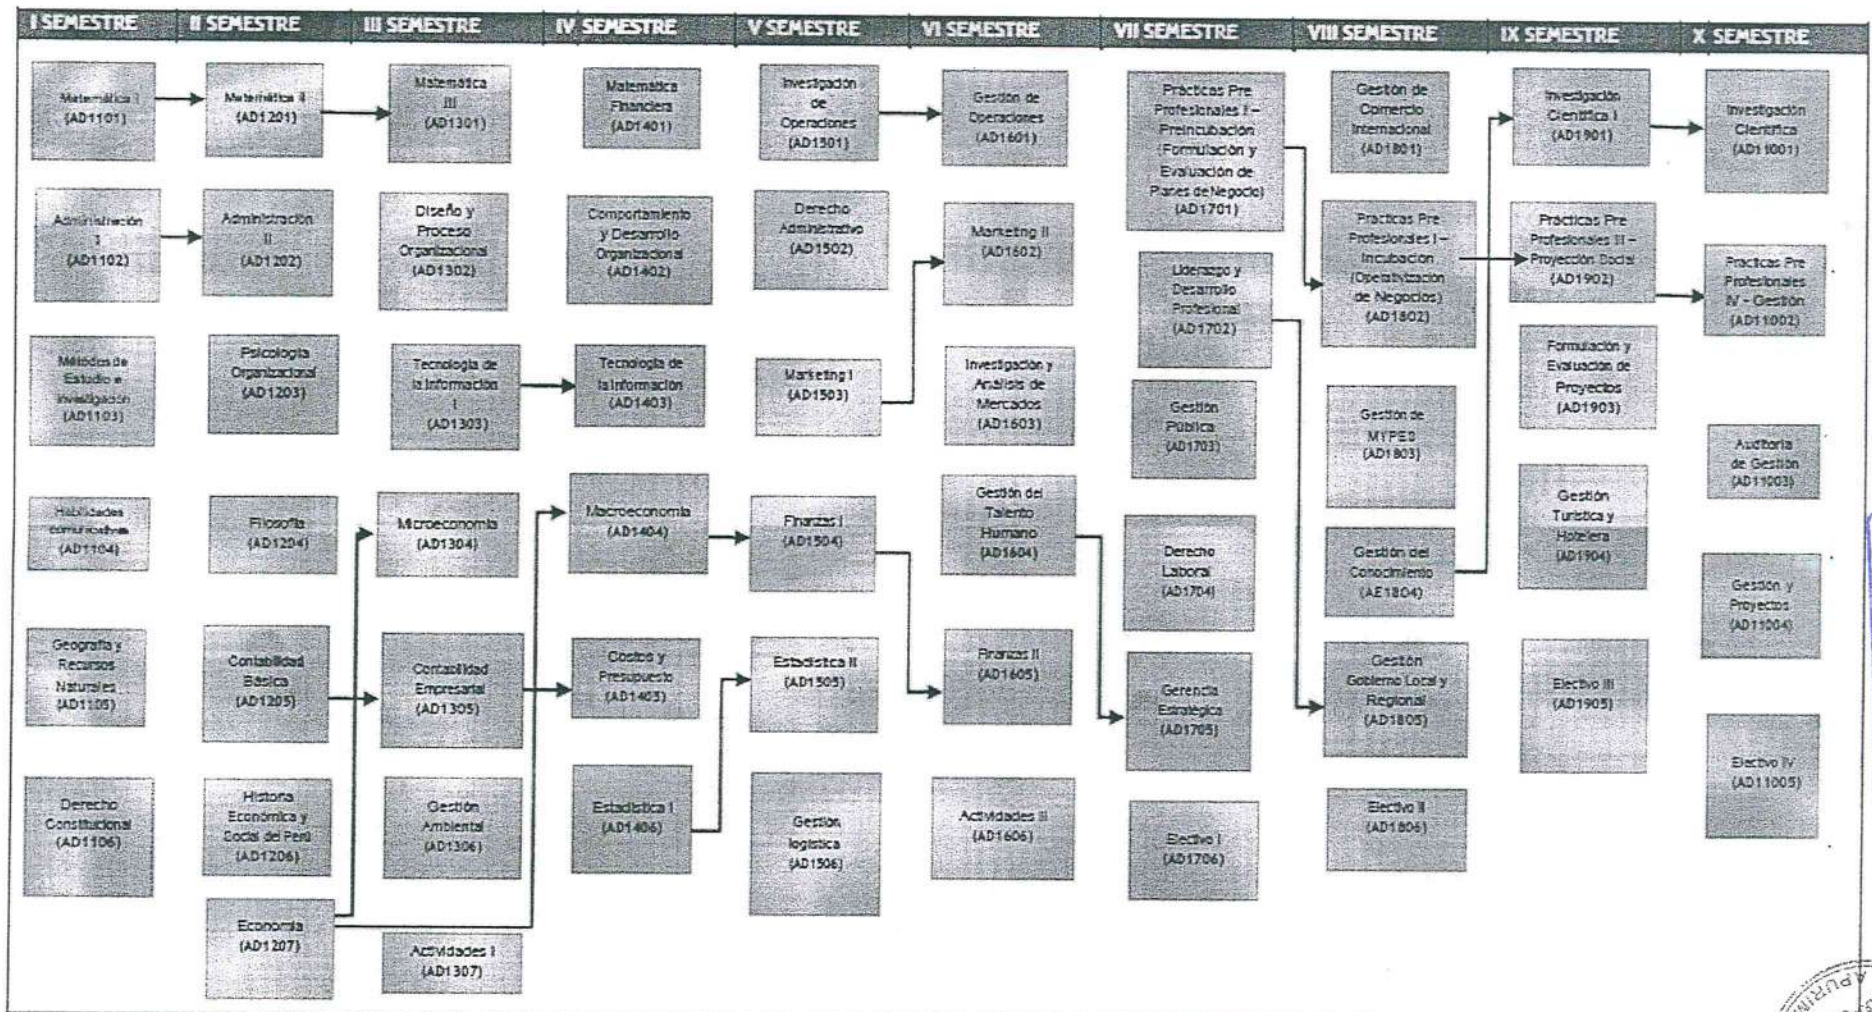 I SEMESTRE
II SEMESTRE
III SEMESTRE
IV SEMESTRE
V SEMESTRE
VI SEMESTRE
VII SEMESTRE
VIII SEMESTRE
IX SEMESTRE
X SEMESTRE
Matemática I
(AD1101)
Administración
I
(AD1102)
Métodos de
Estudio e
Investigación
(AD1103)
Habilidades
comunicativas
(AD1104)
Geografía y
Recursos
Naturales
(AD1105)
Derecho
Constitucional
(AD1106)
Matemática II
(AD1201)
Administración
II
(AD1202)
Psicología
Organizacional
(AD1203)
Filosofía
(AD1204)
Contabilidad
Básica
(AD1205)
Historia
Económica y
Social del Perú
(AD1206)
Economía
(AD1207)
Matemática
III
(AD1301)
Diseño y
Proceso
Organizacional
(AD1302)
Tecnología de
la Información
I
(AD1303)
Microeconomía
(AD1304)
Contabilidad
Empresarial
(AD1305)
Gestión
Ambiental
(AD1306)
Actividades I
(AD1307)
Matemática
Financiera
(AD1401)
Comportamiento
y Desarrollo
Organizacional
(AD1402)
Tecnología de
la Información
(AD1403)
Macroeconomía
(AD1404)
Costos y
Presupuesto
(AD1405)
Estadística I
(AD1406)
Investigación
de
Operaciones
(AD1501)
Derecho
Administrativo
(AD1502)
Marketing I
(AD1503)
Finanzas I
(AD1504)
Estadística II
(AD1505)
Gestión
logística
(AD1506)
Gestión de
Operaciones
(AD1601)
Marketing II
(AD1602)
Investigación y
Análisis de
Mercados
(AD1603)
Gestión del
Talento
Humano
(AD1604)
Finanzas II
(AD1605)
Actividades II
(AD1606)
Prácticas Pre
Profesionales I –
Preincubación
(Formulación y
Evaluación de
Planes de Negocio)
(AD1701)
Liderazgo y
Desarrollo
Profesional
(AD1702)
Gestión
Pública
(AD1703)
Derecho
Laboral
(AD1704)
Gerencia
Estratégica
(AD1705)
Electivo I
(AD1706)
Gestión de
Comercio
Internacional
(AD1801)
Prácticas Pre
Profesionales I –
Incubación
(Operativización
de Negocios)
(AD1802)
Gestión de
MYPES
(AD1803)
Gestión del
Conocimiento
(AE1804)
Gestión
Gobierno Local y
Regional
(AD1805)
Electivo II
(AD1806)
Investigación
Científica I
(AD1901)
Prácticas Pre
Profesionales III –
Proyección Social
(AD1902)
Formulación y
Evaluación de
Proyectos
(AD1903)
Gestión
Turística y
Hotelera
(AD1904)
Electivo III
(AD1905)
Investigación
Científica
(AD11001)
Prácticas Pre
Profesionales
IV - Gestión
(AD11002)
Auditoría
de Gestión
(AD11003)
Gestión y
Proyectos
(AD11004)
Electivo IV
(AD11005)